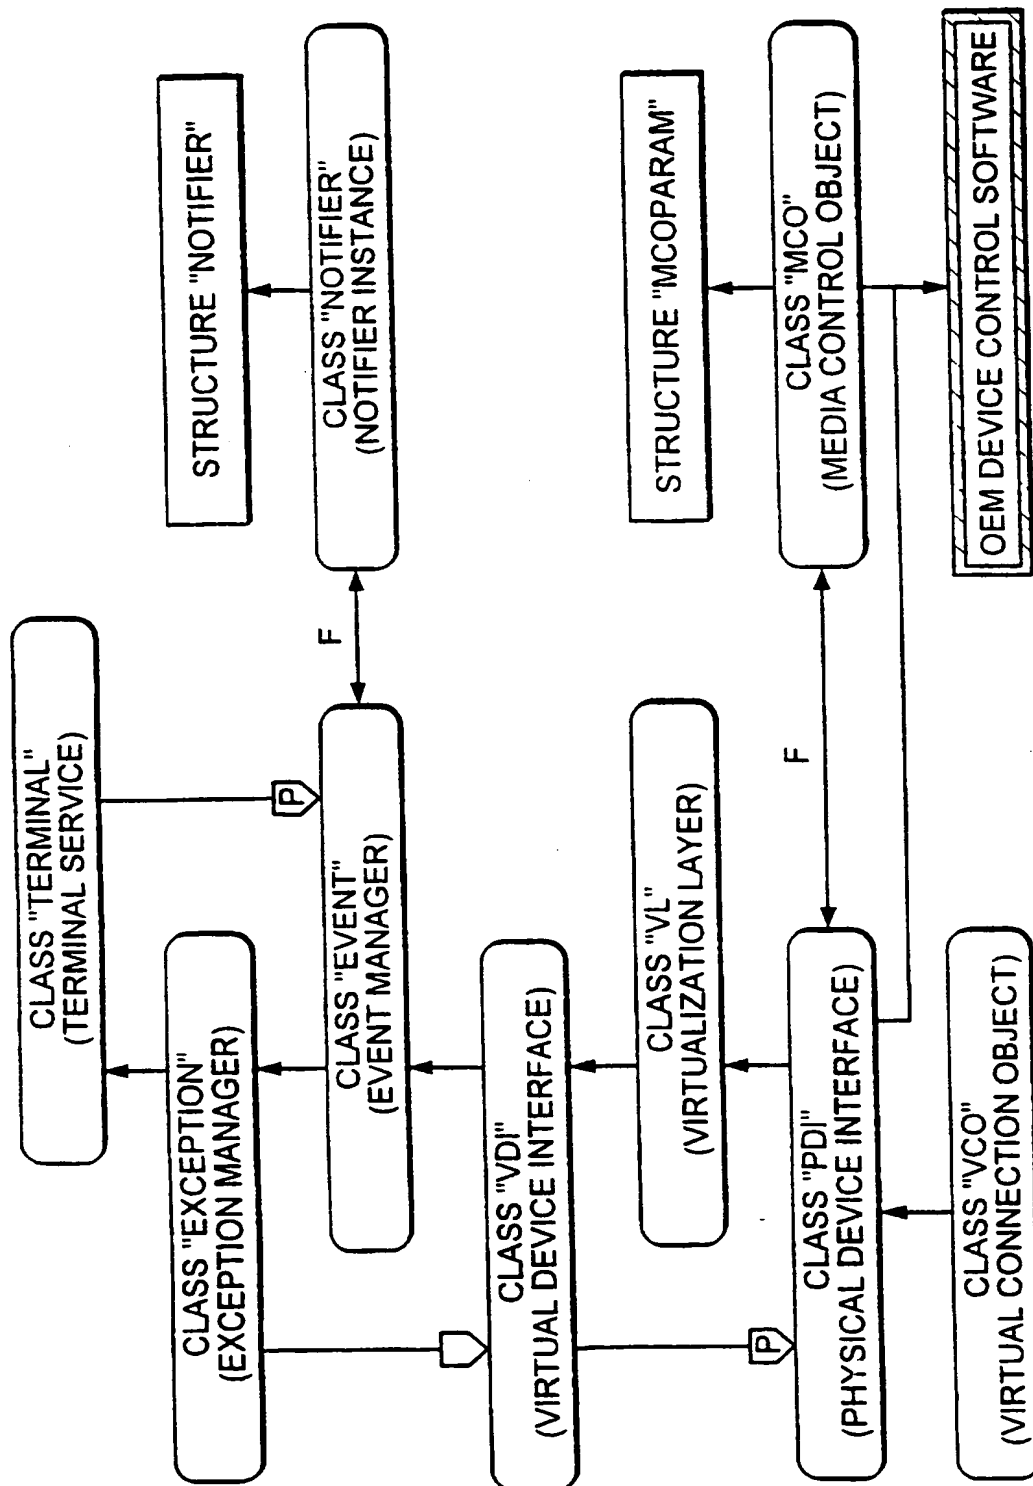 CLASS "TERMINAL"
(TERMINAL SERVICE)
CLASS "EXCEPTION"
(EXCEPTION MANAGER)
STRUCTURE "NOTIFIER"
P
CLASS "EVENT"
(EVENT MANAGER)
F
CLASS "NOTIFIER"
(NOTIFIER INSTANCE)
CLASS "VDI"
(VIRTUAL DEVICE INTERFACE)
CLASS "VL"
(VIRTUALIZATION LAYER)
STRUCTURE "MCOPARAM"
P
CLASS "PDI"
(PHYSICAL DEVICE INTERFACE)
F
CLASS "MCO"
(MEDIA CONTROL OBJECT)
CLASS "VCO"
(VIRTUAL CONNECTION OBJECT)
OEM DEVICE CONTROL SOFTWARE